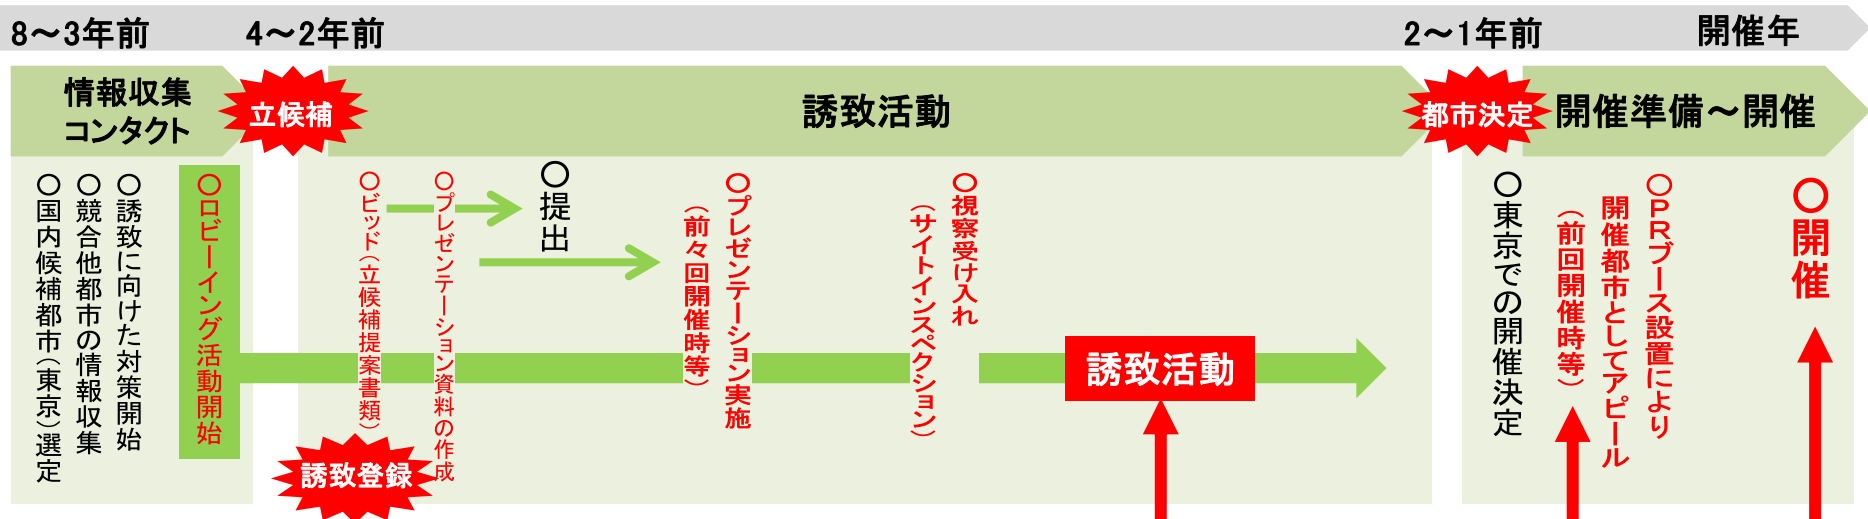 8～3年前
4～2年前
2～1年前
開催年
情報収集
コンタクト
立候補
誘致活動
都市決定
開催準備～開催
○国内候補都市（東京）選定
○競合他都市の情報収集
○誘致に向けた対策開始
○ロビーイング活動開始
○ビッド（立候補提案書類）
○プレゼンテーション資料の作成
○提出
○プレゼンテーション実施
（前々回開催時等）
○視察受け入れ
（サイトインスペクション）
誘致活動
誘致登録
○東京での開催決定
○PRブース設置により
開催都市としてアピール
（前回開催時等）
○開催